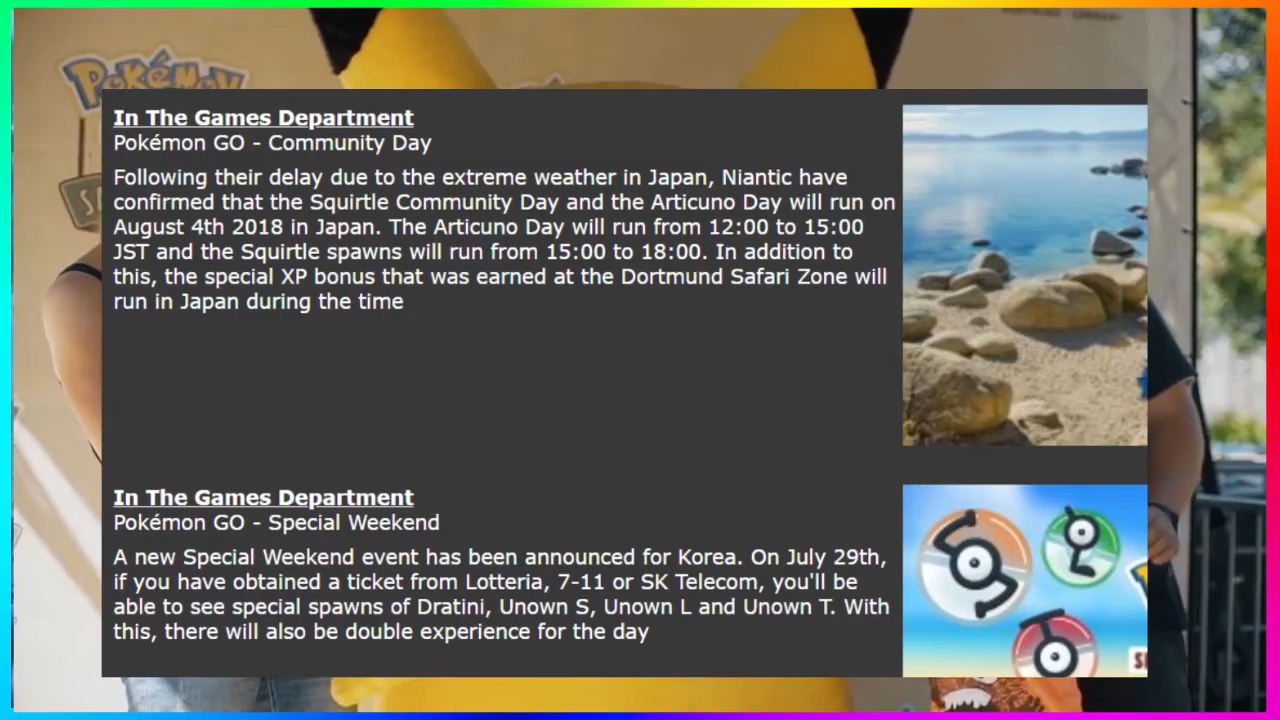 Pokémon
In The Games Department
Pokémon GO - Community Day
Following their delay due to the extreme weather in Japan, Niantic have
confirmed that the Squirtle Community Day and the Articuno Day will run on
August 4th 2018 in Japan. The Articuno Day will run from 12:00 to 15:00
JST and the Squirtle spawns will run from 15:00 to 18:00. In addition to
this, the special XP bonus that was earned at the Dortmund Safari Zone will
run in Japan during the time
In The Games Department
Pokémon GO - Special Weekend
A new Special Weekend event has been announced for Korea. On July 29th,
if you have obtained a ticket from Lotteria, 7-11 or SK Telecom, you'll be
able to see special spawns of Dratini, Unown S, Unown L and Unown T. With
this, there will also be double experience for the day